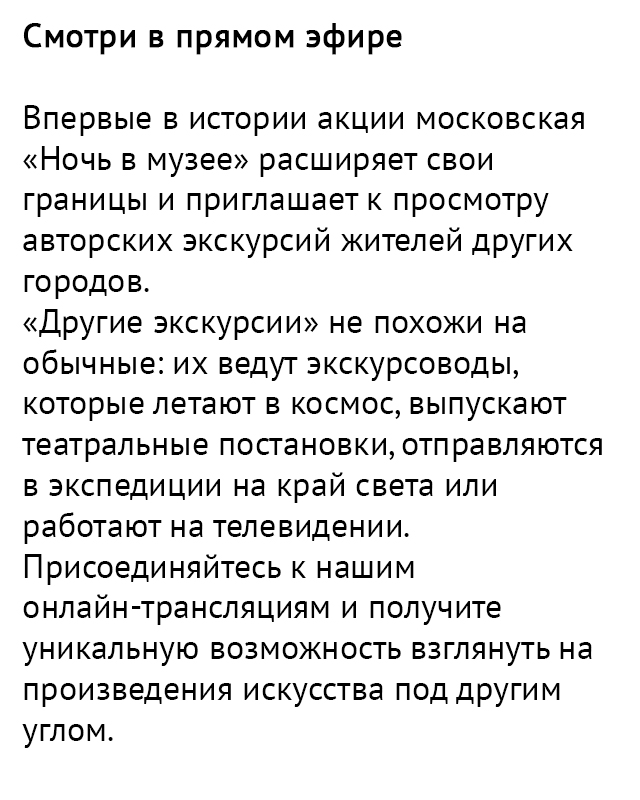 Смотри в прямом эфире
Впервые в истории акции московская
«Ночь в музее» расширяет свои
границы и приглашает к просмотру
авторских экскурсий жителей других
городов.
«Другие экскурсии» не похожи на
обычные: их ведут экскурсоводы,
которые летают в космос, выпускают
театральные постановки, отправляются
в экспедиции на край света или
работают на телевидении.
Присоединяйтесь к нашим
онлайн-трансляциям и получите
уникальную возможность взглянуть на
произведения искусства под другим
углом.